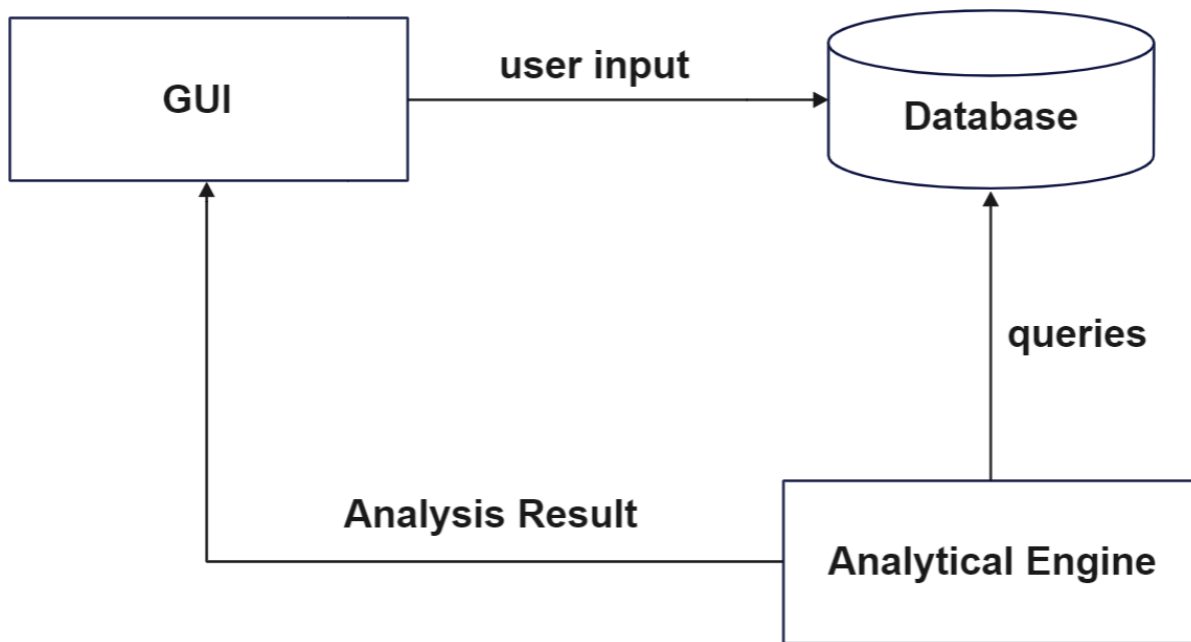 GUI
user input
Database
queries
Analysis Result
Analytical Engine